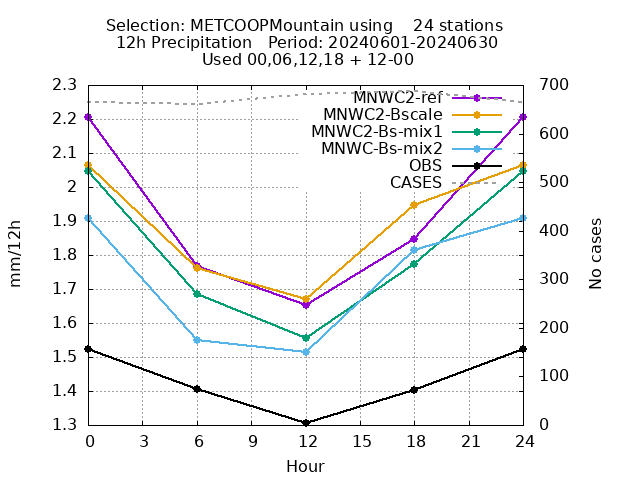 Selection: METCOOPMountain using    24 stations
12h Precipitation   Period: 20240601-20240630
Used 00,06,12,18 + 12-00
2.3
2.2
2.1
2
1.9
1.8
1.7
1.6
1.5
1.4
1.3
mm/12h
700
600
500
400
300
200
100
0
No cases
MNWC2-ref
MNWC2-Bscale
MNWC2-Bs-mix1
MNWC-Bs-mix2
OBS
CASES
0 3 6 9 12 15 18 21 24
Hour